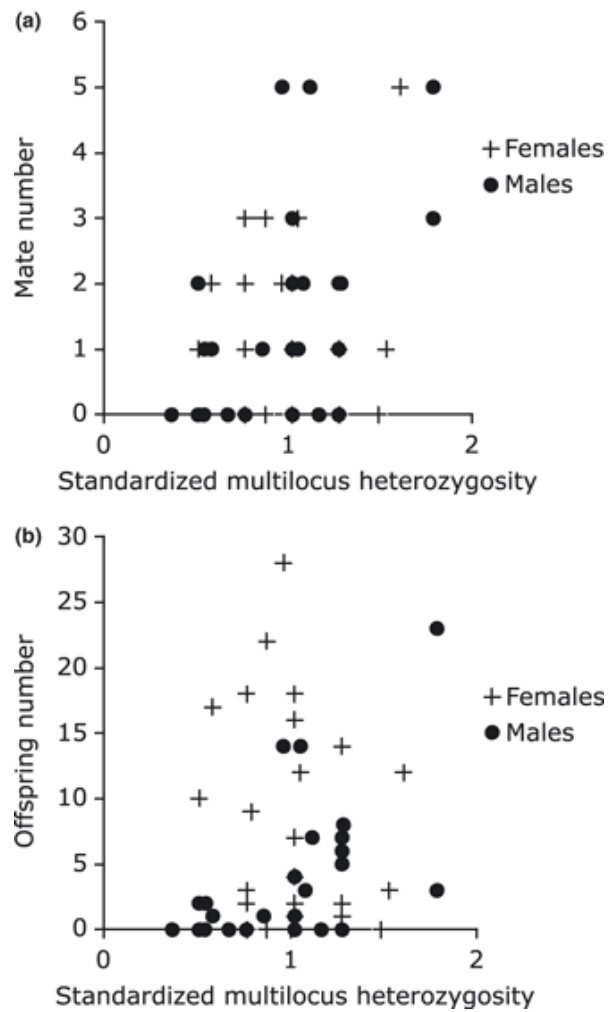 (a)
6
5
4
3
2
1
0
Mate number
0 1 2
Standardized multilocus heterozygosity
Females
Males
(b)
30
25
20
15
10
5
0
Offspring number
0 1 2
Standardized multilocus heterozygosity
Females
Males